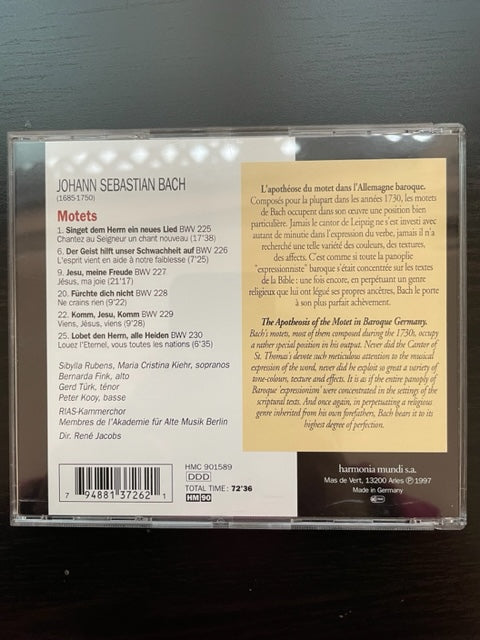 JOHANN SEBASTIAN BACH
(1685-1750)
Motets
1. Singet dem Herrn ein neues Lied BWV 225
Chantez au Seigneur un chant nouveau (17'38)
6. Der Geist hilft unser Schwachheit auf BWV 226
L'esprit vient en aide à notre faiblesse (7'25)
9. Jesu, meine Freude BWV 227
Jésus, ma joie (21'17)
20. Fürchte dich nicht BWV 228
Ne crains rien (9'22)
22. Komm, Jesu, Komm BWV 229
Viens, Jésus, viens (9'28)
25. Lobet den Herrn, alle Heiden BWV 230
Louez l'Eternel, vous toutes les nations (6'35)
Sibylla Rubens, Maria Cristina Kiehr, sopranos
Bernarda Fink, alto
Gerd Türk, ténor
Peter Kooy, basse
RIAS-Kammerchor
Membres de l'Akademie für Alte Musik Berlin
Dir. René Jacobs
7 94881 37262 1
HMC 901589
DDD
TOTAL TIME : 72'36
HM 90
L'apothéose du motet dans l'Allemagne baroque.
Composés pour la plupart dans les années 1730, les motets
de Bach occupent dans son œuvre une position bien
particulière. Jamais le cantor de Leipzig ne s'est investi avec
autant de minutie dans l'expression du verbe, jamais il n'a
recherché une telle variété des couleurs, des textures,
des affects. C'est comme si toute la panoplie
"expressionniste" baroque s'était concentrée sur les textes
de la Bible : une fois encore, en perpétuant un genre
religieux que lui ont légué ses propres ancêtres, Bach le porte
à son plus parfait achèvement.
The Apotheosis of the Motet in Baroque Germany.
Bach's motets, most of them composed during the 1730s, occupy
a rather special position in his output. Never did the Cantor of
St. Thomas's devote such meticulous attention to the musical
expression of the word, never did he exploit so great a variety of
tone-colours, texture and affects. It is as if the entire panoply of
Baroque 'expressionism' were concentrated in the settings of the
scriptural texts. And once again, in perpetuating a religious
genre inherited from his own forefathers, Bach bears it to its
highest degree of perfection.
harmonia mundi s.a.
Mas de Vert, 13200 Arles ℗ 1997
Made in Germany